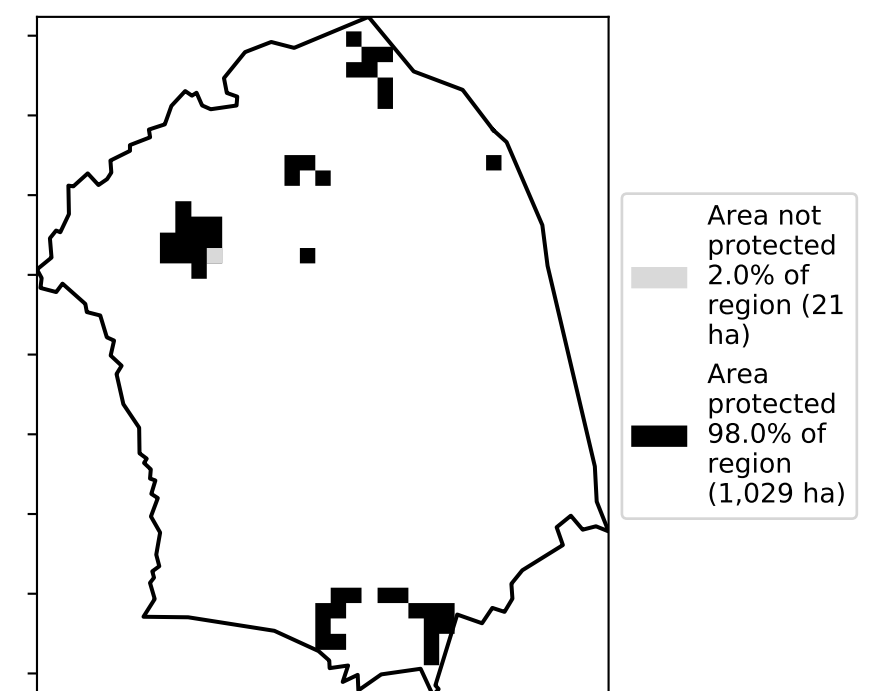 Area not
protected
2.0% of
region (21
ha)
Area
protected
98.0% of
region
(1,029 ha)